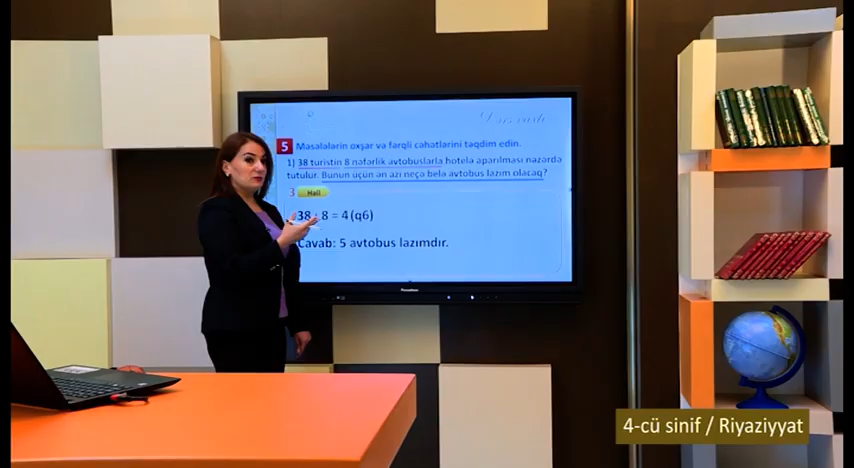 Dərs vaxtı
5 Məsələlərin oxşar və fərqli cəhətlərini təqdim edin.
1) 38 turistin 8 nəfərlik avtobuslarla hotelə aparılması nəzərdə
tutulur. Bunun üçün ən azı neçə belə avtobus lazım olacaq?
3 Həll
38 : 8 = 4 (q6)
Cavab: 5 avtobus lazımdır.
Promethean
4-cü sinif / Riyaziyyat